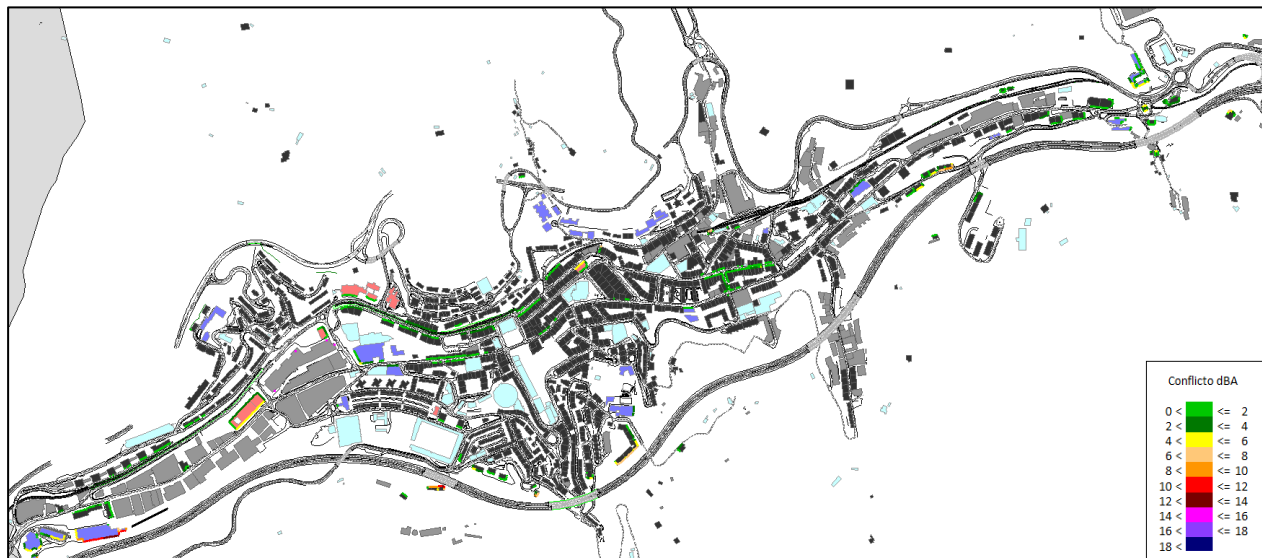 Conflicto dBA
0 < <= 2
2 < <= 4
4 < <= 6
6 < <= 8
8 < <= 10
10 < <= 12
12 < <= 14
14 < <= 16
16 < <= 18
18 <